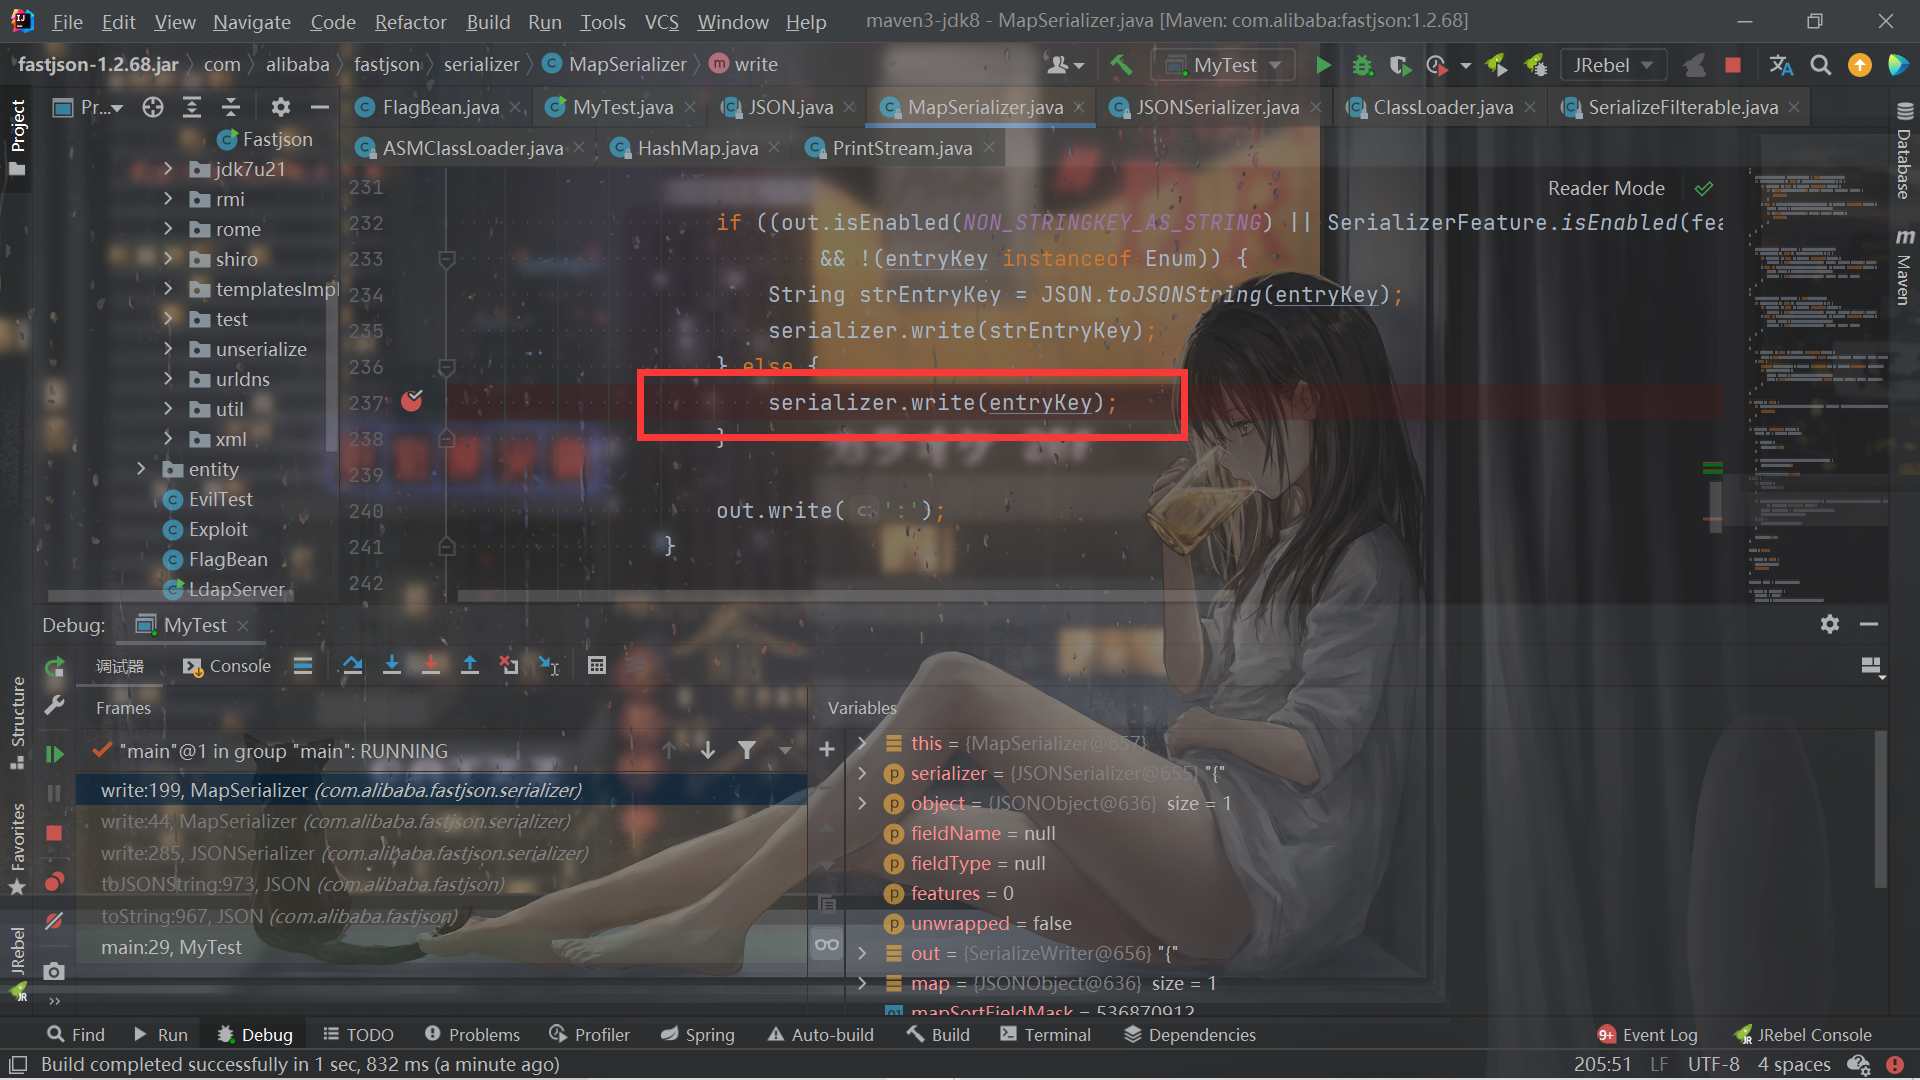 File Edit View Navigate Code Refactor Build Run Tools VCS Window Help maven3-jdk8 - MapSerializer.java [Maven: com.alibaba:fastjson:1.2.68]
fastjson-1.2.68.jar com alibaba fastjson serializer MapSerializer write MyTest JRebel
Project Pr... FlagBean.java MyTest.java JSON.java MapSerializer.java JSONSerializer.java ClassLoader.java SerializeFilterable.java
ASMClassLoader.java HashMap.java PrintStream.java
Fastjson
jdk7u21
rmi
rome
shiro
templatesImpl
test
unserialize
urldns
util
xml
entity
EvilTest
Exploit
FlagBean
LdapServer
Reader Mode
231
232 if ((out.isEnabled(NON_STRINGKEY_AS_STRING) || SerializerFeature.isEnabled(fea
233 && !(entryKey instanceof Enum)) {
234 String strEntryKey = JSON.toJSONString(entryKey);
235 serializer.write(strEntryKey);
236 } else {
237 serializer.write(entryKey);
238 }
239
240 out.write( c: ':');
241 }
242
Database
Maven
Debug: MyTest
调试器 Console
Frames
"main"@1 in group "main": RUNNING
write:199, MapSerializer (com.alibaba.fastjson.serializer)
write:44, MapSerializer (com.alibaba.fastjson.serializer)
write:285, JSONSerializer (com.alibaba.fastjson.serializer)
toJSONString:973, JSON (com.alibaba.fastjson)
toString:967, JSON (com.alibaba.fastjson)
main:29, MyTest
Variables
this = {MapSerializer@657}
serializer = {JSONSerializer@655} "{"
object = {JSONObject@636} size = 1
fieldName = null
fieldType = null
features = 0
unwrapped = false
out = {SerializeWriter@656} "{"
map = {JSONObject@636} size = 1
mapSortFieldMask = 536870912
Structure
Favorites
JRebel
Find Run Debug TODO Problems Profiler Spring Auto-build Build Terminal Dependencies 9+ Event Log JRebel Console
Build completed successfully in 1 sec, 832 ms (a minute ago) 205:51 LF UTF-8 4 spaces